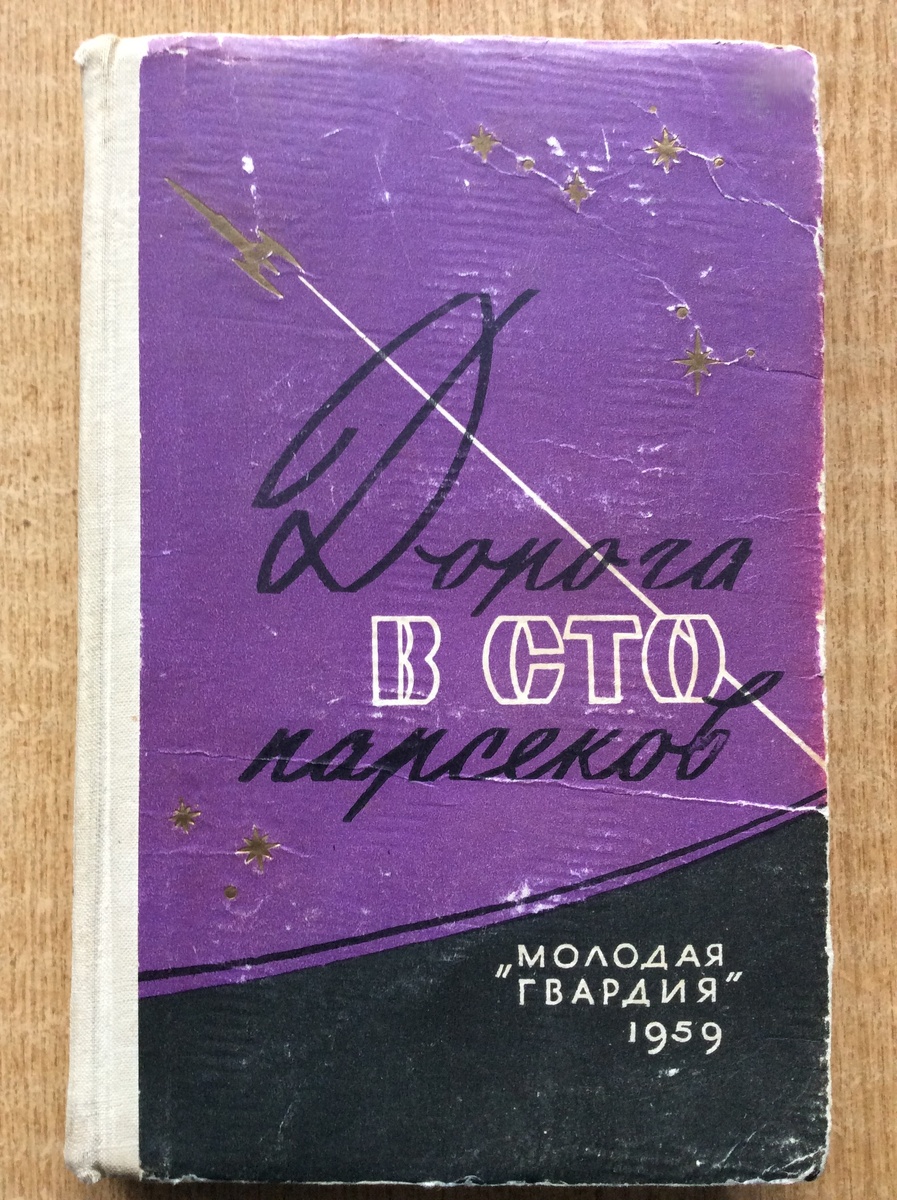 Дорога
В СТО
парсеков
"МОЛОДАЯ
ГВАРДИЯ"
1959